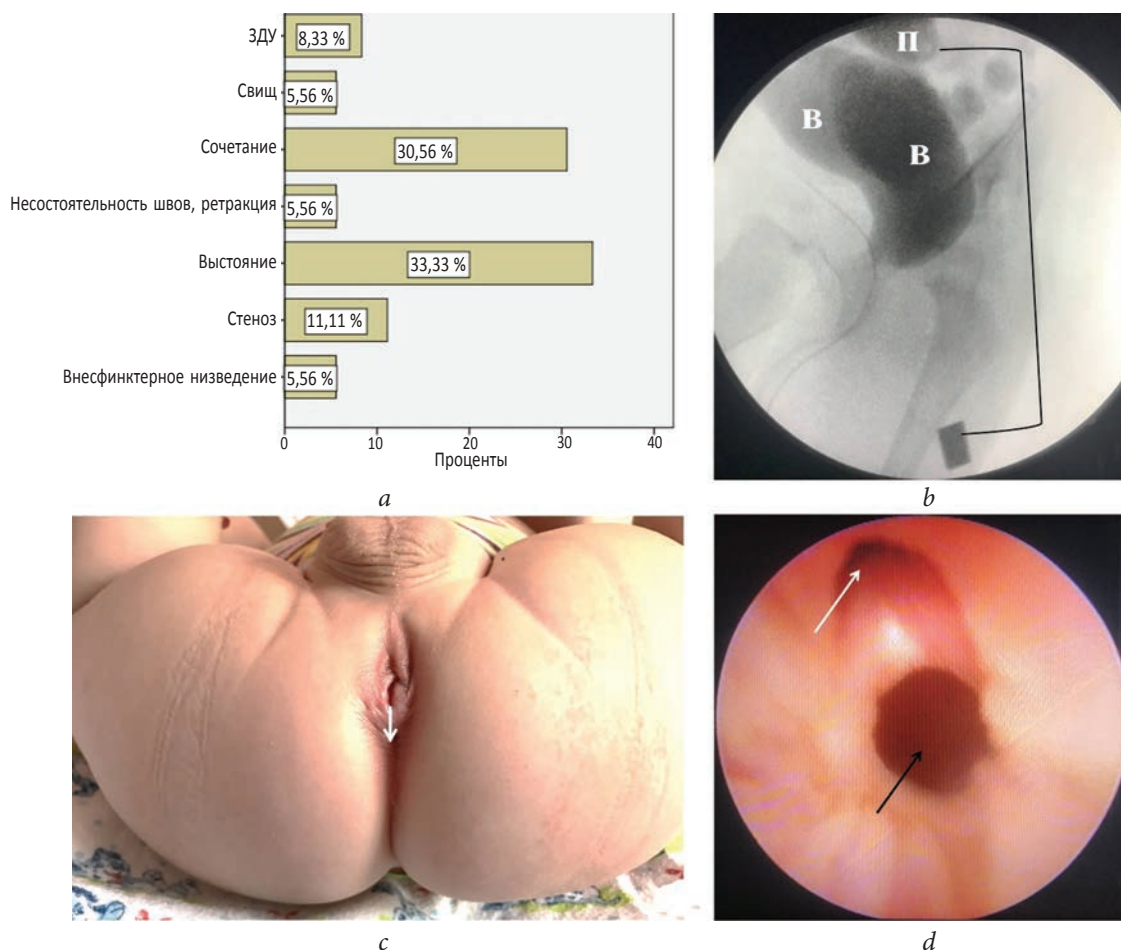 ЗДУ
8,33 %
Свищ
5,56 %
Сочетание
30,56 %
Несостоятельность швов, ретракция
5,56 %
Выстояние
33,33 %
Стеноз
11,11 %
Внесфинктерное низведение
5,56 %
0 10 20 30 40
Проценты
a
П
В
В
b
c
d